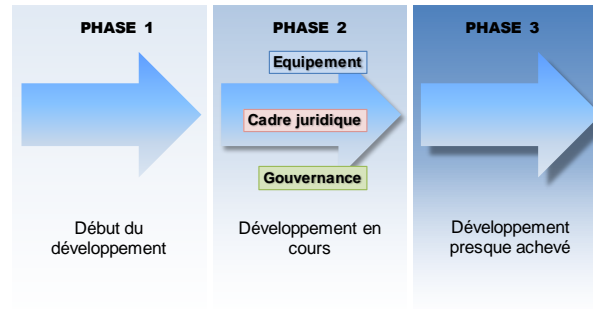 PHASE 1
Début du
développement
PHASE 2
Equipement
Cadre juridique
Gouvernance
Développement en
cours
PHASE 3
Développement
presque achevé